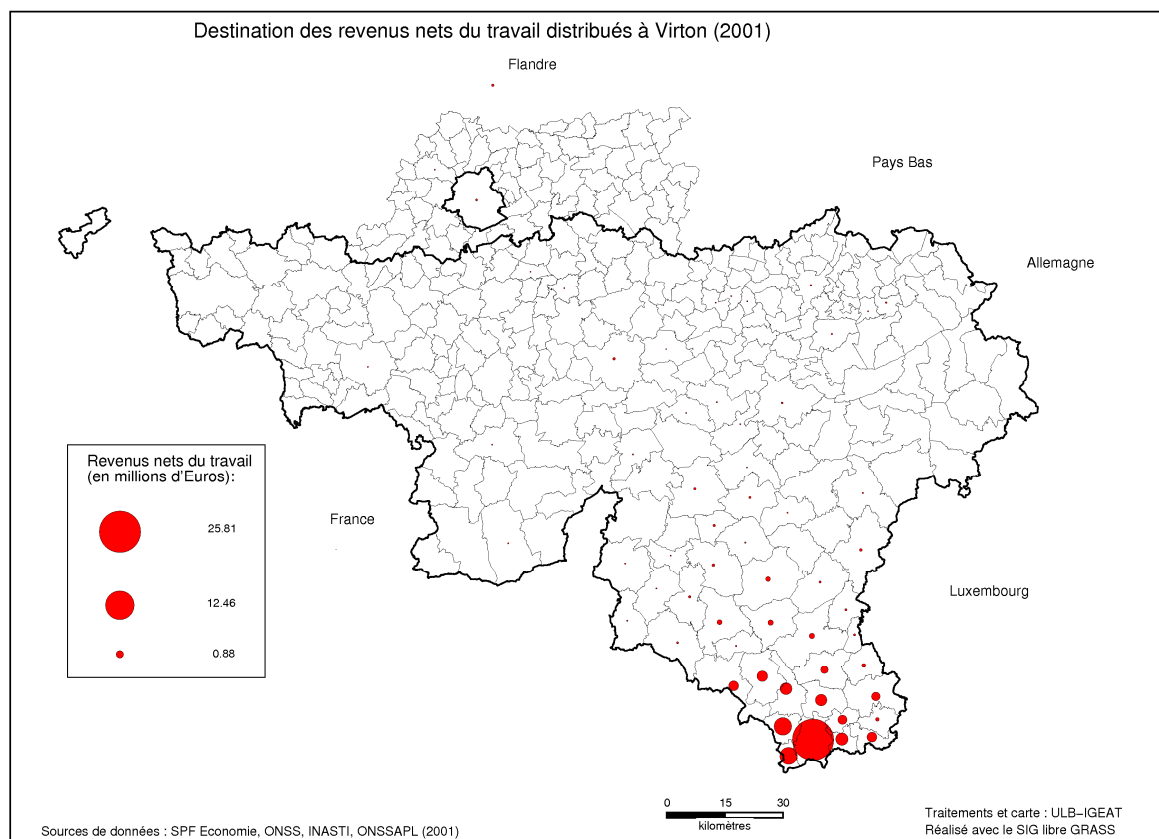 Destination des revenus nets du travail distribués à Virton (2001)
Flandre
Pays Bas
Allemagne
Revenus nets du travail
(en millions d'Euros):
25.81
12.46
0.88
France
Luxembourg
0 15 30
kilomètres
Sources de données : SPF Economie, ONSS, INASTI, ONSSAPL (2001)
Traitements et carte : ULB–IGEAT
Réalisé avec le SIG libre GRASS